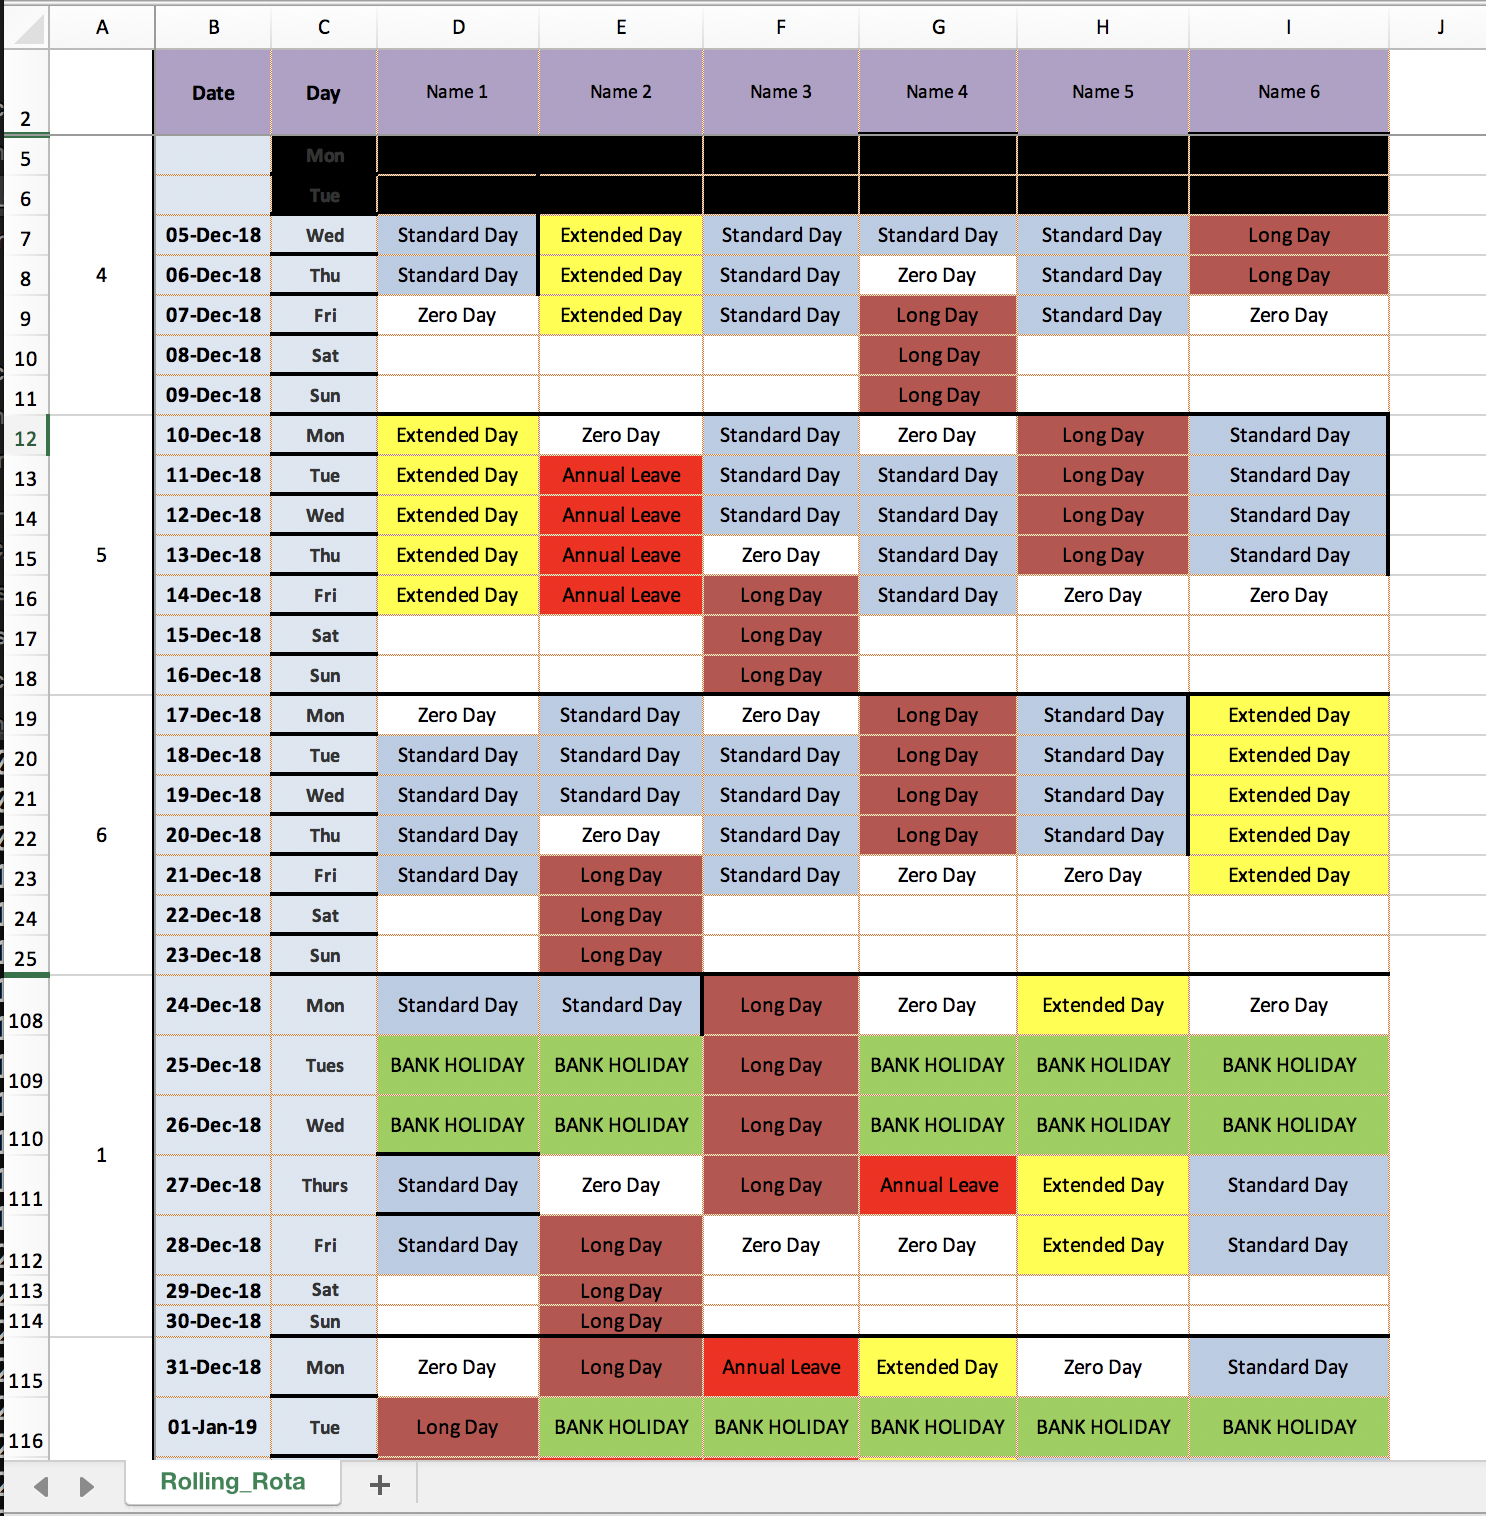 A B C D E F G H I J
2 Date Day Name 1 Name 2 Name 3 Name 4 Name 5 Name 6
5 Mon
6 Tue
7 05-Dec-18 Wed Standard Day Extended Day Standard Day Standard Day Standard Day Long Day
8 4 06-Dec-18 Thu Standard Day Extended Day Standard Day Zero Day Standard Day Long Day
9 07-Dec-18 Fri Zero Day Extended Day Standard Day Long Day Standard Day Zero Day
10 08-Dec-18 Sat Long Day
11 09-Dec-18 Sun Long Day
12 10-Dec-18 Mon Extended Day Zero Day Standard Day Zero Day Long Day Standard Day
13 11-Dec-18 Tue Extended Day Annual Leave Standard Day Standard Day Long Day Standard Day
14 12-Dec-18 Wed Extended Day Annual Leave Standard Day Standard Day Long Day Standard Day
15 5 13-Dec-18 Thu Extended Day Annual Leave Zero Day Standard Day Long Day Standard Day
16 14-Dec-18 Fri Extended Day Annual Leave Long Day Standard Day Zero Day Zero Day
17 15-Dec-18 Sat Long Day
18 16-Dec-18 Sun Long Day
19 17-Dec-18 Mon Zero Day Standard Day Zero Day Long Day Standard Day Extended Day
20 18-Dec-18 Tue Standard Day Standard Day Standard Day Long Day Standard Day Extended Day
21 19-Dec-18 Wed Standard Day Standard Day Standard Day Long Day Standard Day Extended Day
22 6 20-Dec-18 Thu Standard Day Zero Day Standard Day Long Day Standard Day Extended Day
23 21-Dec-18 Fri Standard Day Long Day Standard Day Zero Day Zero Day Extended Day
24 22-Dec-18 Sat Long Day
25 23-Dec-18 Sun Long Day
108 24-Dec-18 Mon Standard Day Standard Day Long Day Zero Day Extended Day Zero Day
109 25-Dec-18 Tues BANK HOLIDAY BANK HOLIDAY Long Day BANK HOLIDAY BANK HOLIDAY BANK HOLIDAY
110 26-Dec-18 Wed BANK HOLIDAY BANK HOLIDAY Long Day BANK HOLIDAY BANK HOLIDAY BANK HOLIDAY
1
111 27-Dec-18 Thurs Standard Day Zero Day Long Day Annual Leave Extended Day Standard Day
112 28-Dec-18 Fri Standard Day Long Day Zero Day Zero Day Extended Day Standard Day
113 29-Dec-18 Sat Long Day
114 30-Dec-18 Sun Long Day
115 31-Dec-18 Mon Zero Day Long Day Annual Leave Extended Day Zero Day Standard Day
116 01-Jan-19 Tue Long Day BANK HOLIDAY BANK HOLIDAY BANK HOLIDAY BANK HOLIDAY BANK HOLIDAY
Rolling_Rota +